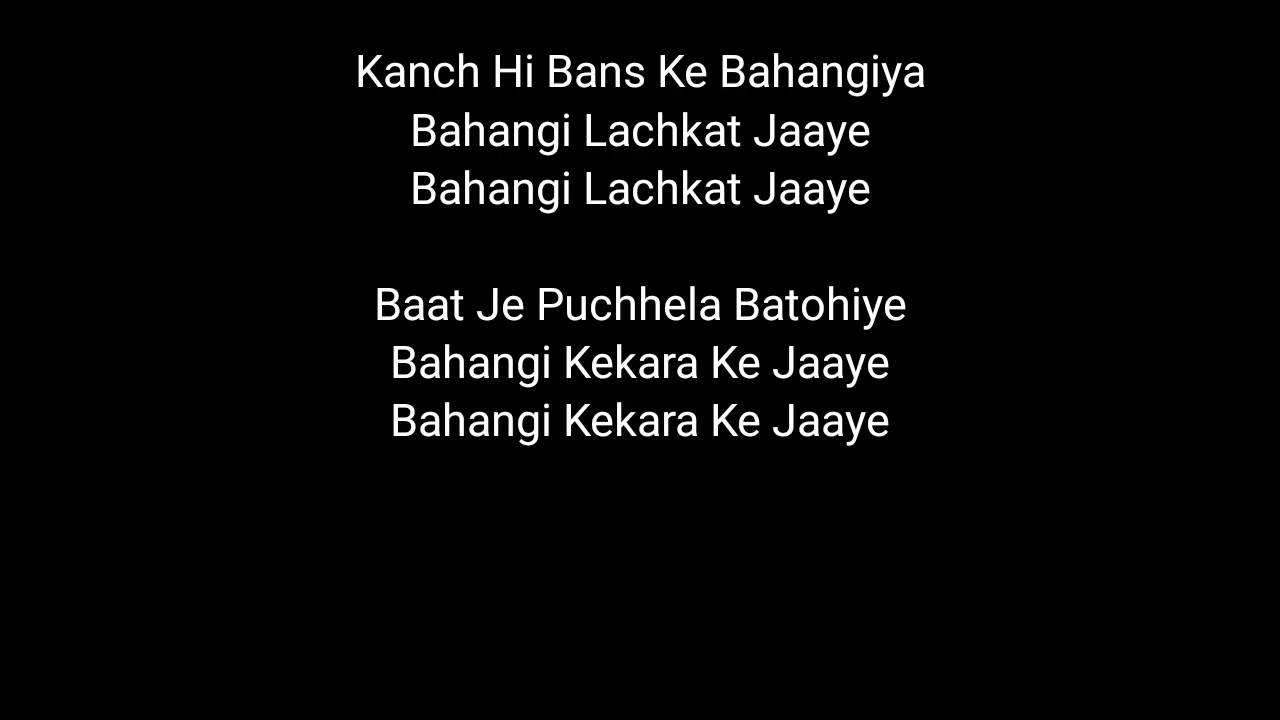 Kanch Hi Bans Ke Bahangiya
Bahangi Lachkat Jaaye
Bahangi Lachkat Jaaye
Baat Je Puchhela Batohiye
Bahangi Kekara Ke Jaaye
Bahangi Kekara Ke Jaaye